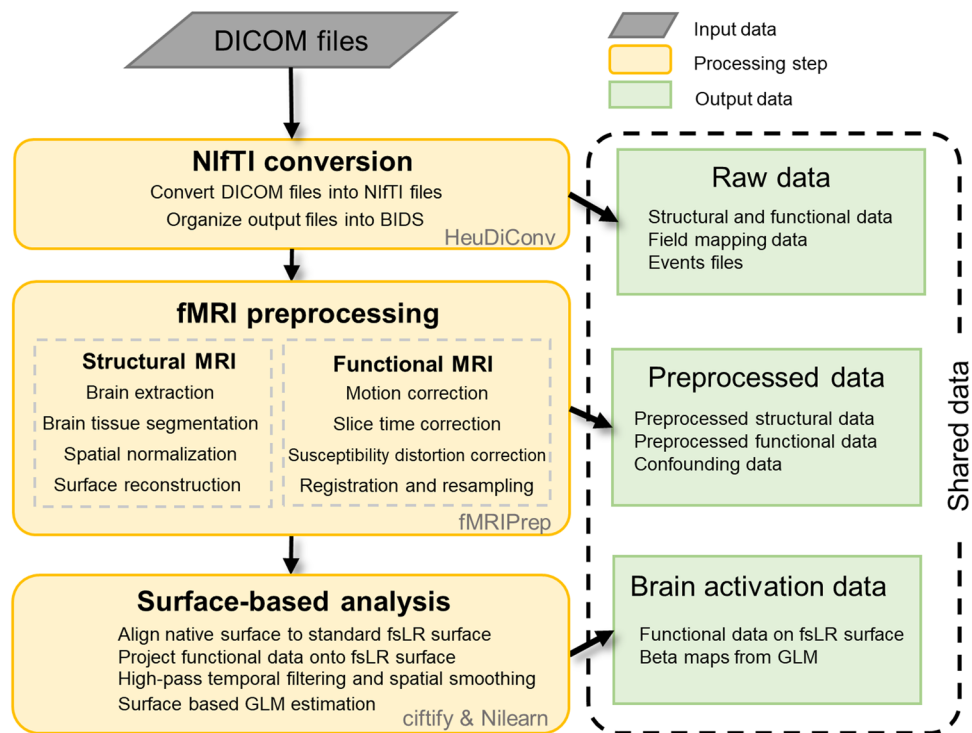 DICOM files
Input data
Processing step
Output data
NIfTI conversion
Convert DICOM files into NIfTI files
Organize output files into BIDS
HeuDiConv
Raw data
Structural and functional data
Field mapping data
Events files
fMRI preprocessing
Structural MRI
Brain extraction
Brain tissue segmentation
Spatial normalization
Surface reconstruction
Functional MRI
Motion correction
Slice time correction
Susceptibility distortion correction
Registration and resampling
fMRIPrep
Preprocessed data
Preprocessed structural data
Preprocessed functional data
Confounding data
Shared data
Surface-based analysis
Align native surface to standard fsLR surface
Project functional data onto fsLR surface
High-pass temporal filtering and spatial smoothing
Surface based GLM estimation
ciftify & Nilearn
Brain activation data
Functional data on fsLR surface
Beta maps from GLM